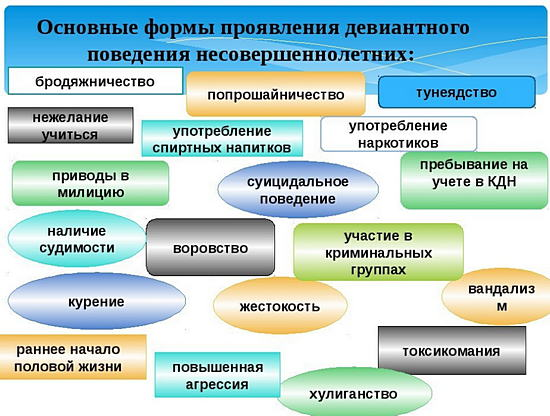 Основные формы проявления девиантного
поведения несовершеннолетних:
бродяжничество
попрошайничество
тунеядство
нежелание
учиться
употребление
спиртных напитков
употребление
наркотиков
приводы в
милицию
суицидальное
поведение
пребывание на
учете в КДН
наличие
судимости
воровство
участие в
криминальных
группах
курение
жестокость
вандализ
м
раннее начало
половой жизни
повышенная
агрессия
токсикомания
хулиганство